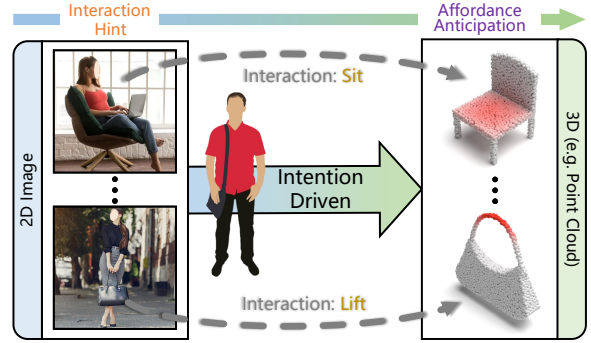 Interaction
Hint
Affordance
Anticipation
Interaction: Sit
2D Image
Intention
Driven
3D (e.g. Point Cloud)
Interaction: Lift